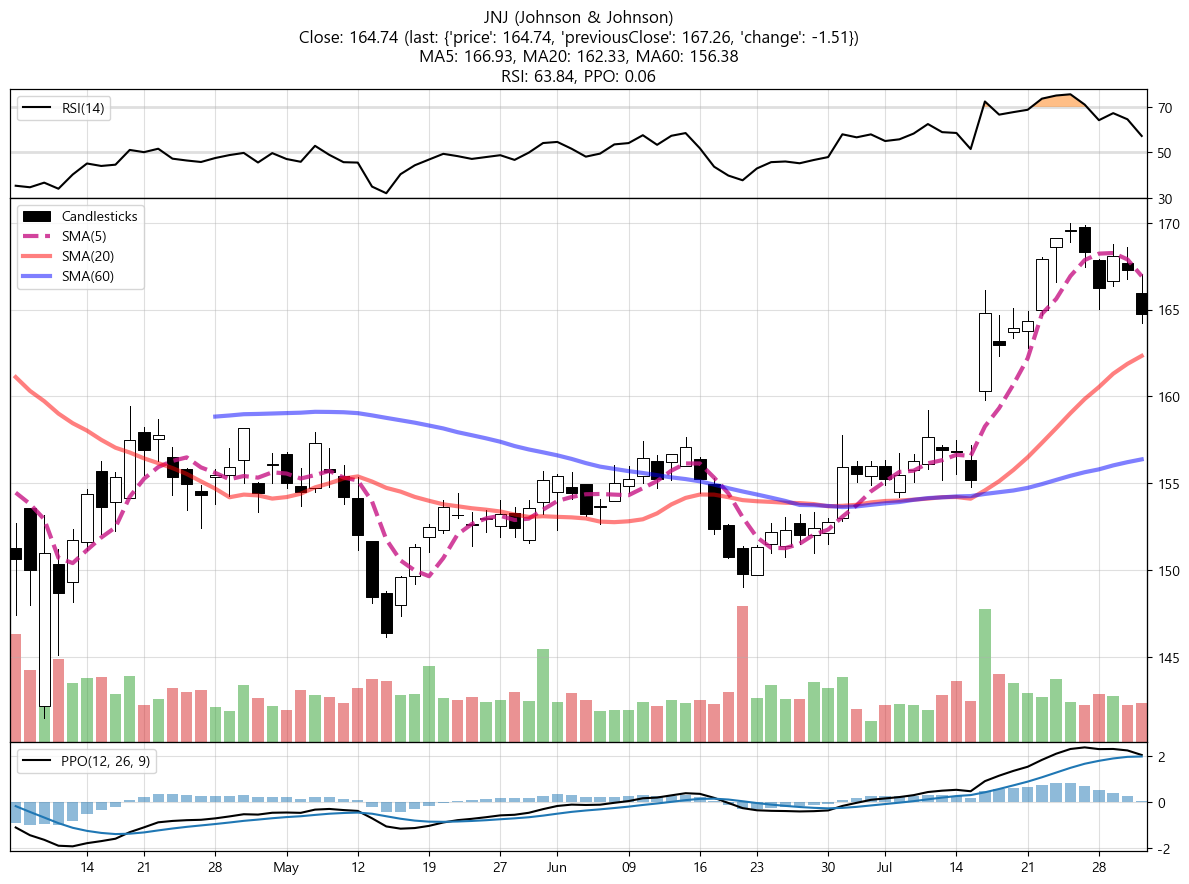 JNJ (Johnson & Johnson)
Close: 164.74 (last: {'price': 164.74, 'previousClose': 167.26, 'change': -1.51})
MA5: 166.93, MA20: 162.33, MA60: 156.38
RSI: 63.84, PPO: 0.06
RSI(14)
70
50
30
Candlesticks
SMA(5)
SMA(20)
SMA(60)
170
165
160
155
150
145
PPO(12, 26, 9)
2
0
-2
14 21 28 May 12 19 27 Jun 09 16 23 30 Jul 14 21 28